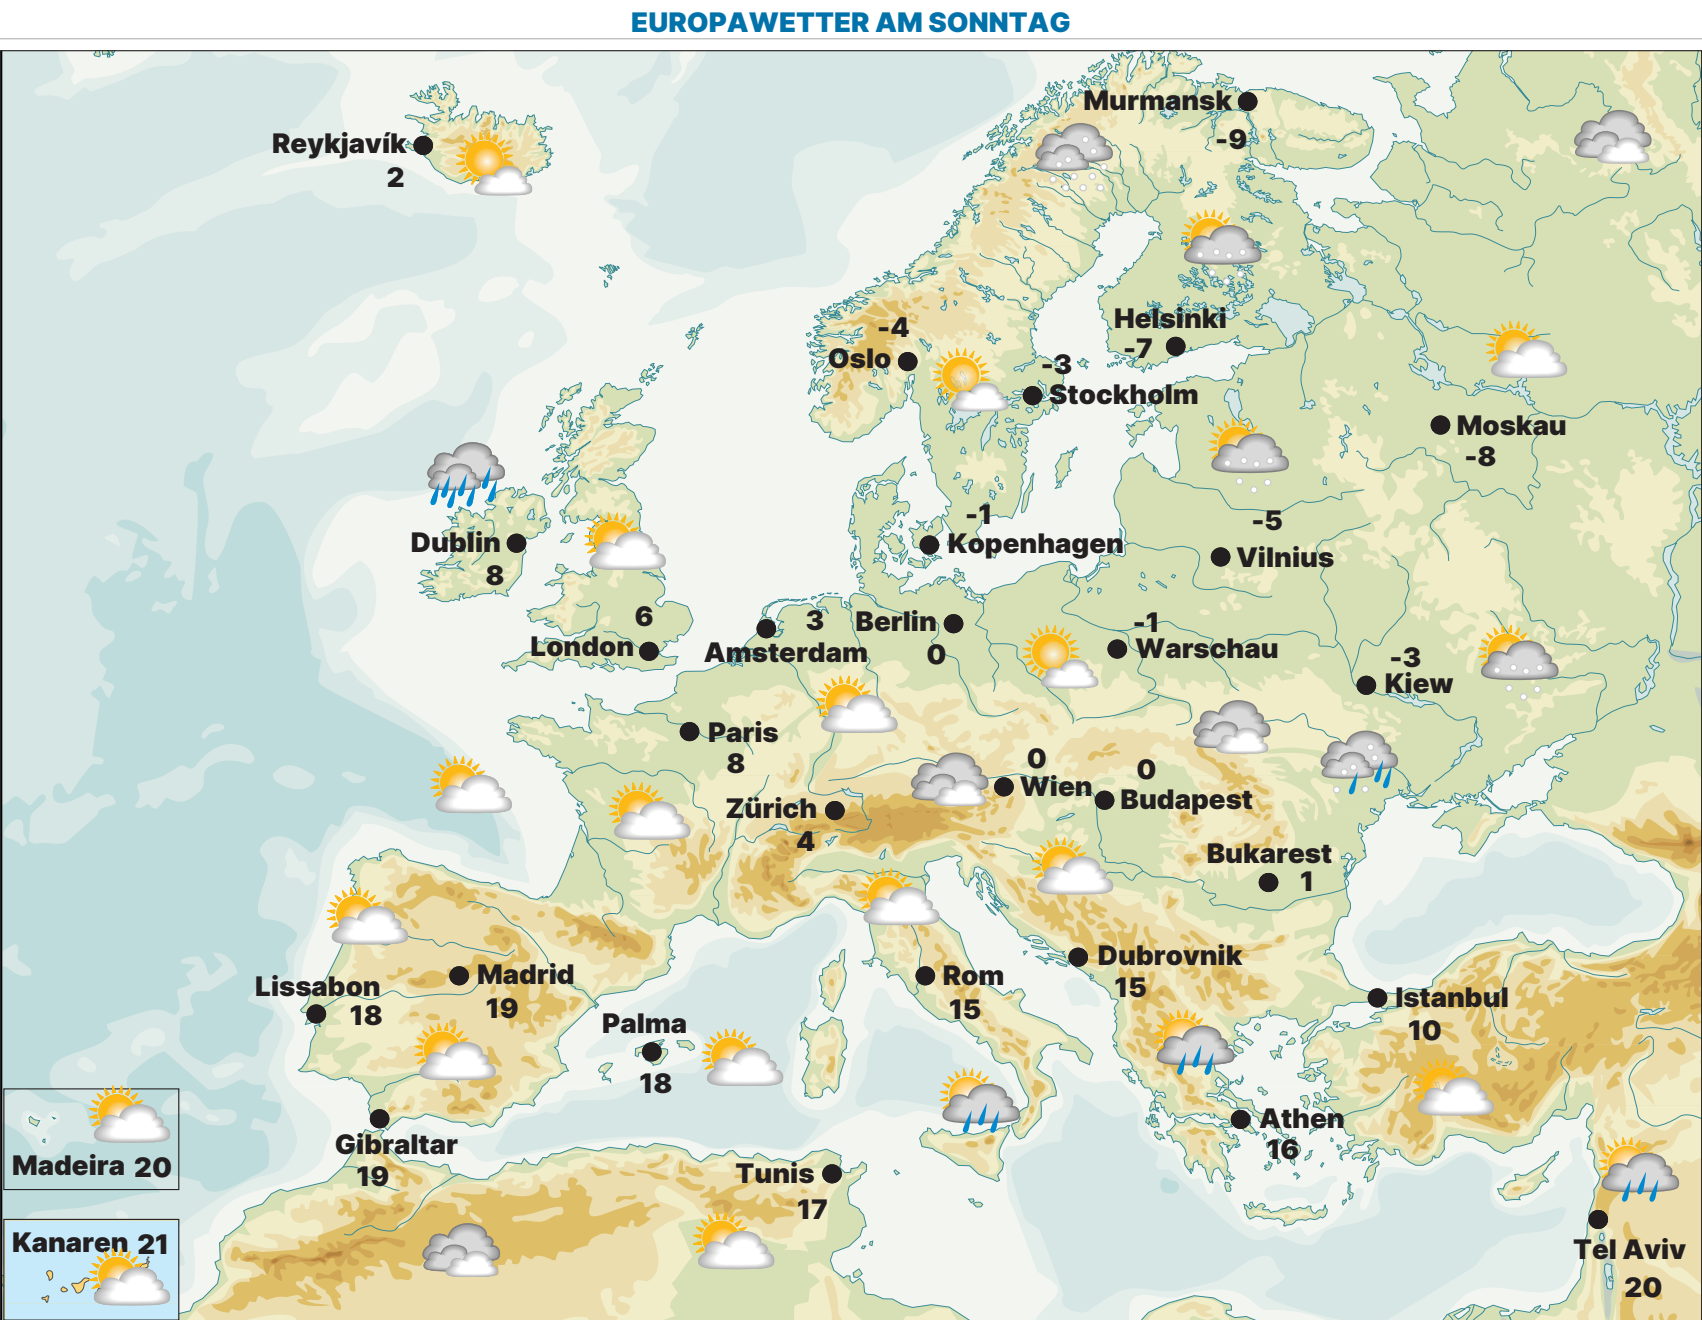 EUROPAWETTER AM SONNTAG
Murmansk
-9
Reykjavík
2
Helsinki
-7
-4
Oslo
-3
Stockholm
Moskau
-8
-1
Kopenhagen
-5
Vilnius
Dublin
8
6
London
3
Amsterdam
Berlin
0
-1
Warschau
-3
Kiew
Paris
8
0
Wien
0
Budapest
Zürich
4
Bukarest
1
Dubrovnik
15
Lissabon
18
Madrid
19
Rom
15
Istanbul
10
Palma
18
Athen
16
Gibraltar
19
Madeira 20
Tunis
17
Kanaren 21
Tel Aviv
20